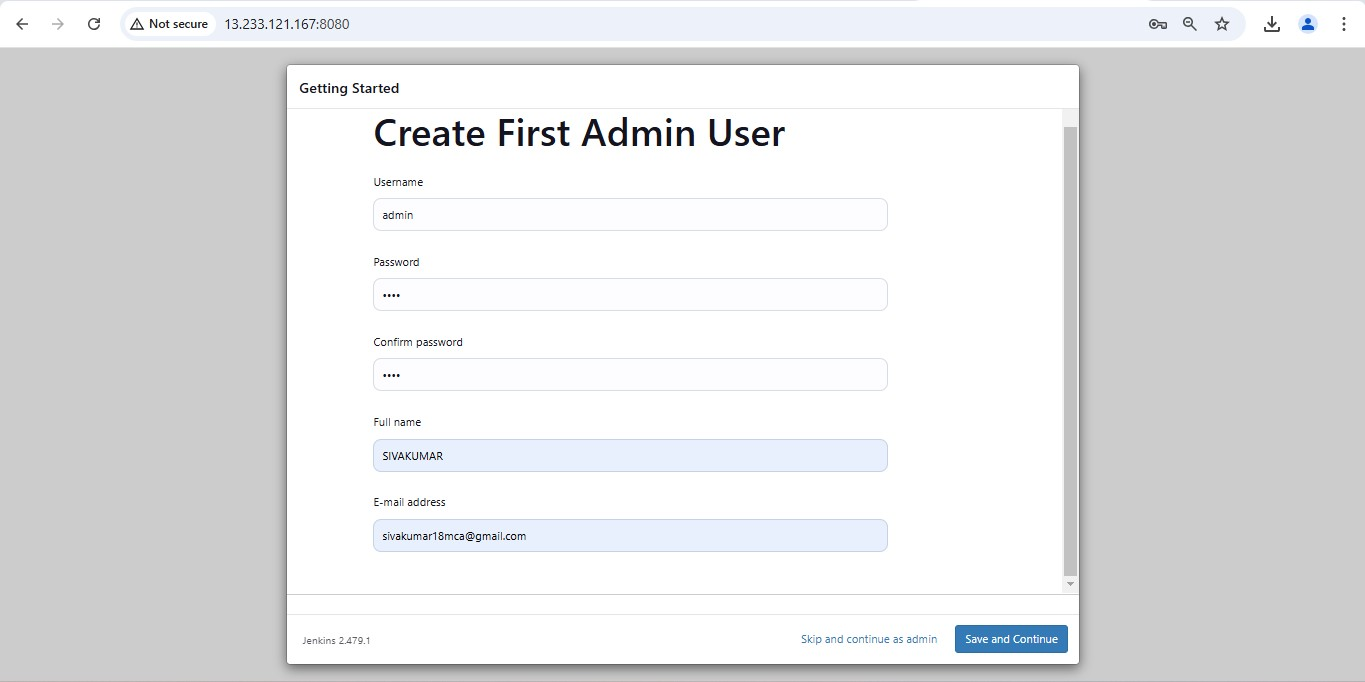 Not secure
13.233.121.167:8080
Getting Started
Create First Admin User
Username
admin
Password
••••
Confirm password
••••
Full name
SIVAKUMAR
E-mail address
sivakumar18mca@gmail.com
Jenkins 2.479.1
Skip and continue as admin
Save and Continue